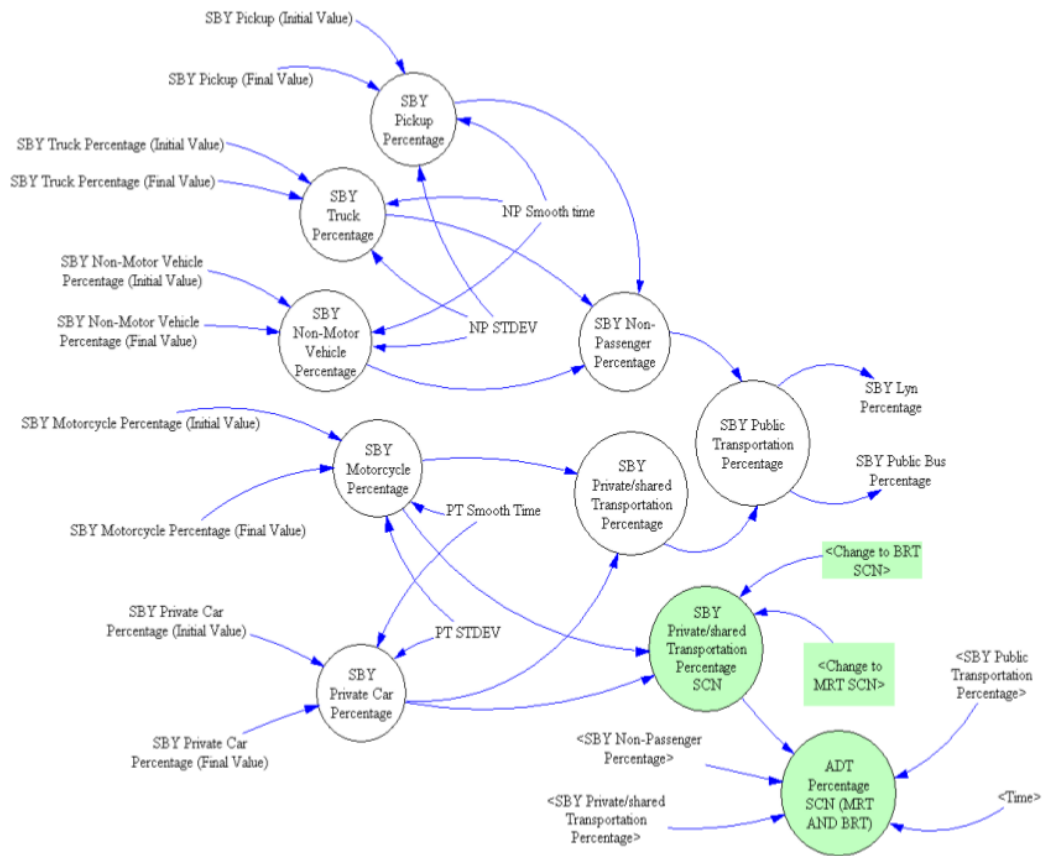 SBY Pickup (Initial Value)
SBY Pickup (Final Value)
SBY
Pickup
Percentage
SBY Truck Percentage (Initial Value)
SBY Truck Percentage (Final Value)
SBY
Truck
Percentage
NP Smooth time
SBY Non-Motor Vehicle
Percentage (Initial Value)
SBY Non-Motor Vehicle
Percentage (Final Value)
SBY
Non-Motor
Vehicle
Percentage
NP STDEV
SBY Non-
Passenger
Percentage
SBY Lyn
Percentage
SBY Public
Transportation
Percentage
SBY Public Bus
Percentage
SBY Motorcycle Percentage (Initial Value)
SBY
Motorcycle
Percentage
SBY Motorcycle Percentage (Final Value)
SBY
Private/shared
Transportation
Percentage
PT Smooth Time
<Change to BRT
SCN>
SBY Private Car
Percentage (Initial Value)
PT STDEV
SBY
Private/shared
Transportation
Percentage
SCN
<Change to
MRT SCN>
<SBY Public
Transportation
Percentage>
SBY
Private Car
Percentage
SBY Private Car
Percentage (Final Value)
<SBY Non-Passenger
Percentage>
<SBY Private/shared
Transportation
Percentage>
ADT
Percentage
SCN (MRT
AND BRT)
<Time>